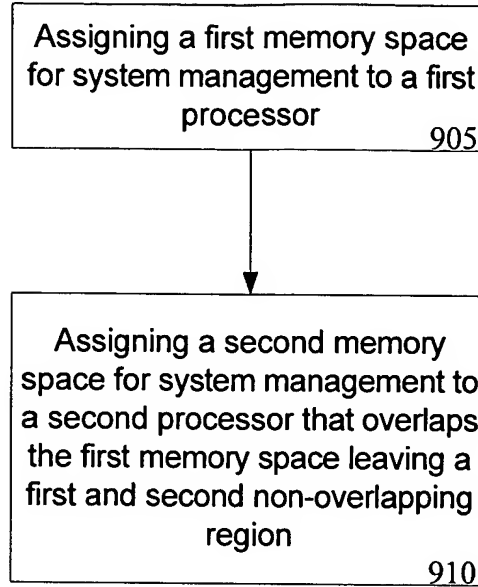 Assigning a first memory space
for system management to a first
processor
905
Assigning a second memory
space for system management to
a second processor that overlaps
the first memory space leaving a
first and second non-overlapping
region
910